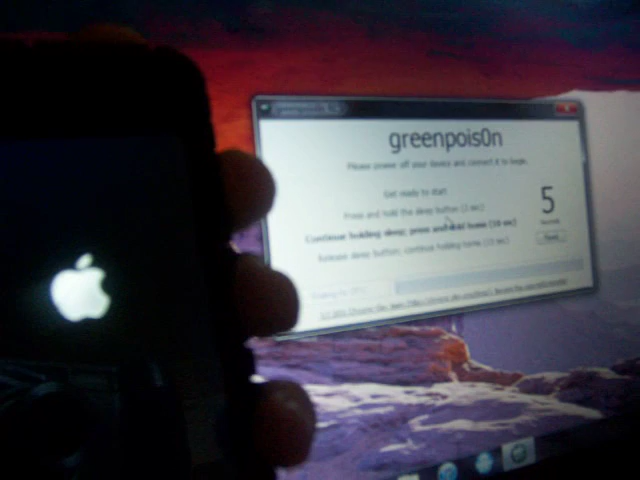 greenpois0n
Please power off your device and connect it to begin.
Get ready to start
Press and hold the sleep button (3 sec)
Continue holding sleep; press and hold home (10 sec)
Release sleep button; continue holding home (15 sec)
5
Seconds
Reset